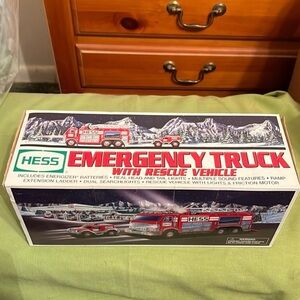 HESS
HESS
EMERGENCY TRUCK
WITH RESCUE VEHICLE
INCLUDES ENERGIZER® BATTERIES • REAL HEAD AND TAIL LIGHTS • MULTIPLE SOUND FEATURES • RAMP
EXTENSION LADDER • DUAL SEARCHLIGHTS • RESCUE VEHICLE WITH LIGHTS & FRICTION MOTOR
HESS